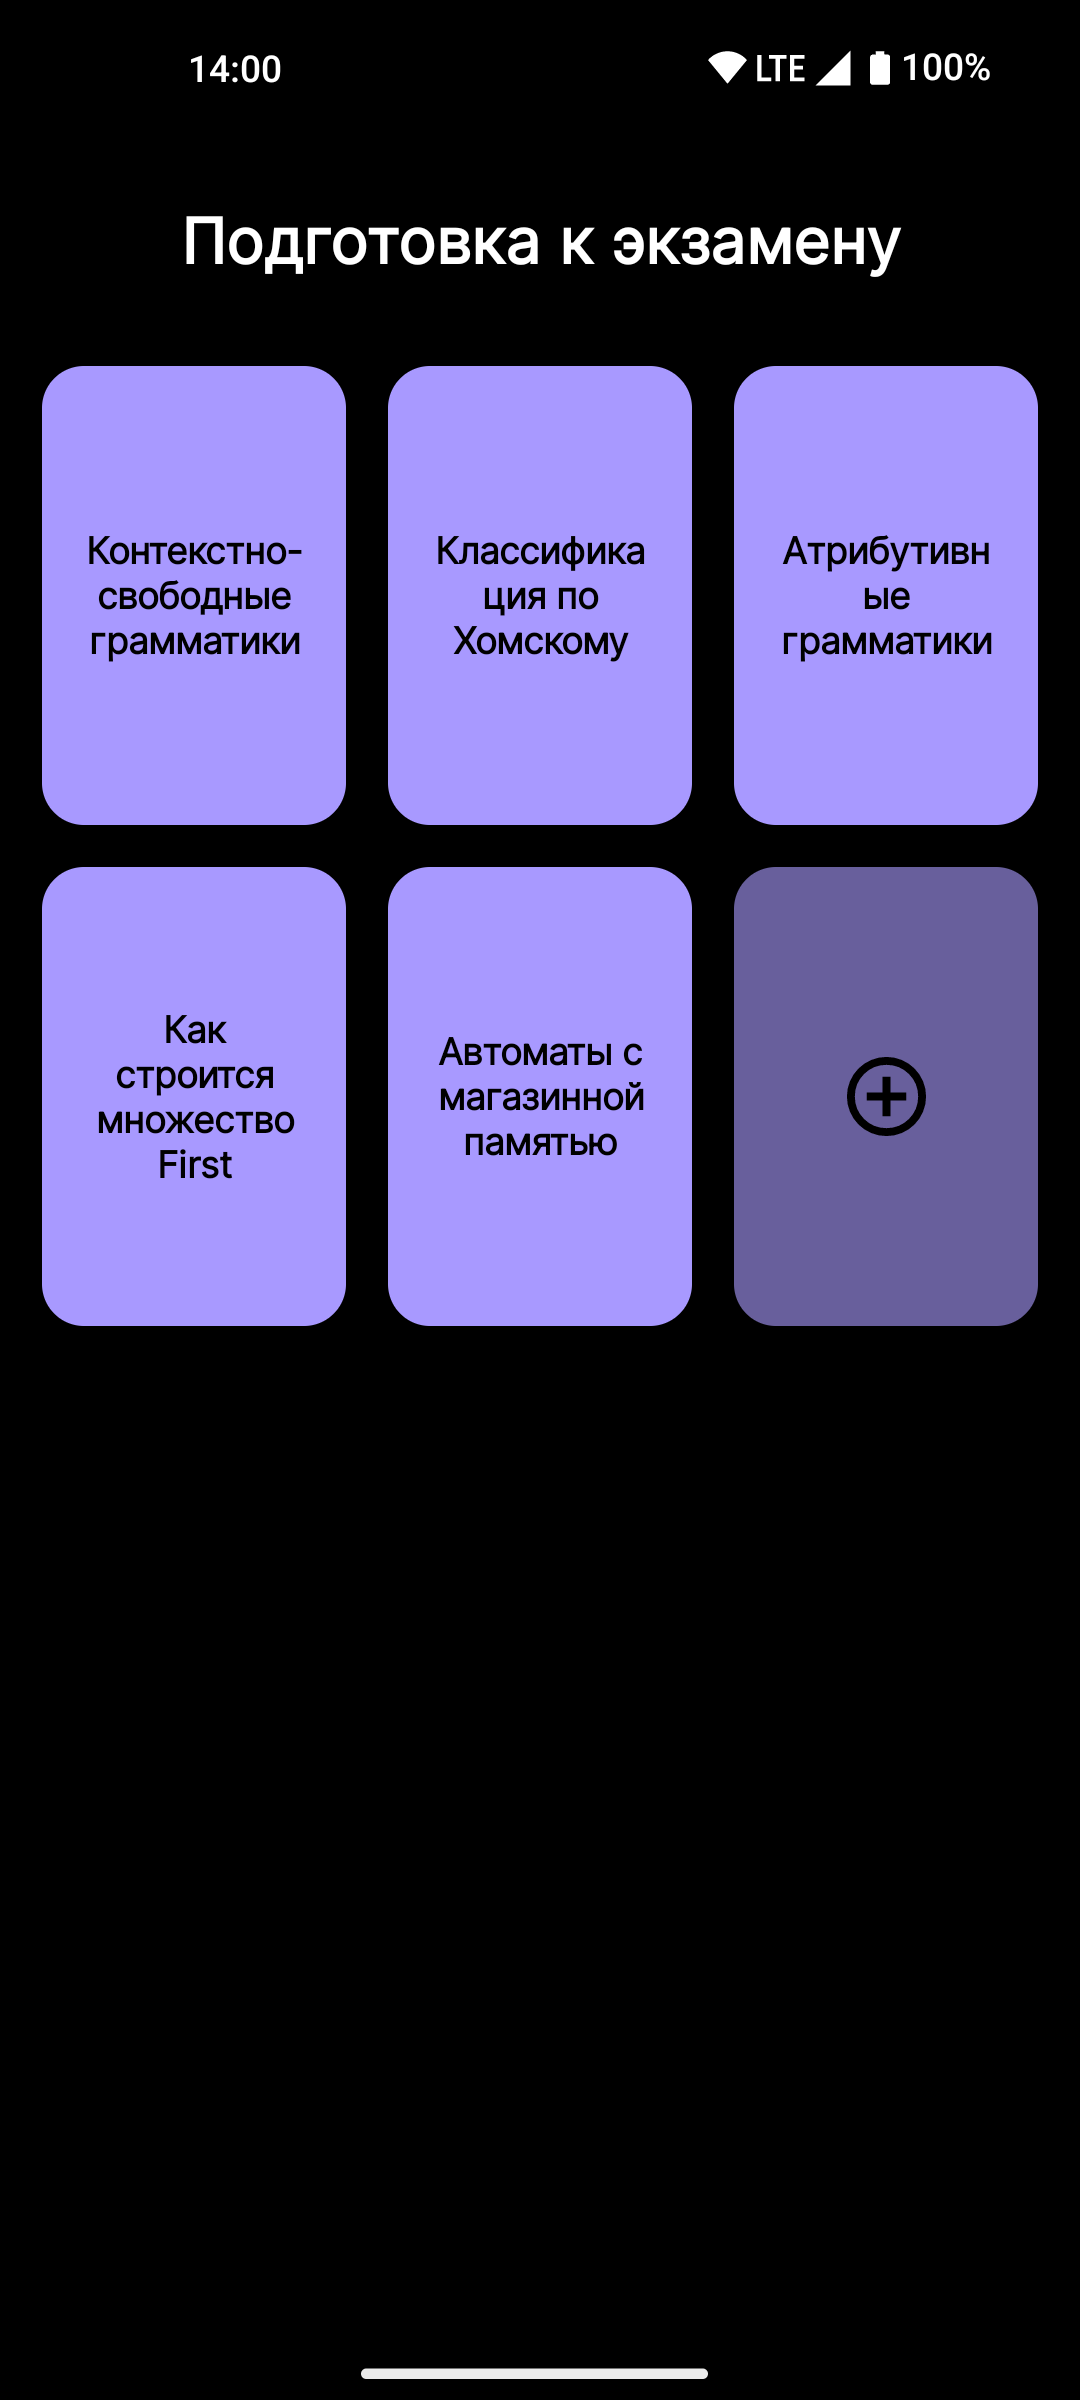 14:00 LTE 100%
Подготовка к экзамену
Контекстно-
свободные
грамматики
Классифика
ция по
Хомскому
Атрибутивн
ые
грамматики
Как
строится
множество
First
Автоматы с
магазинной
памятью